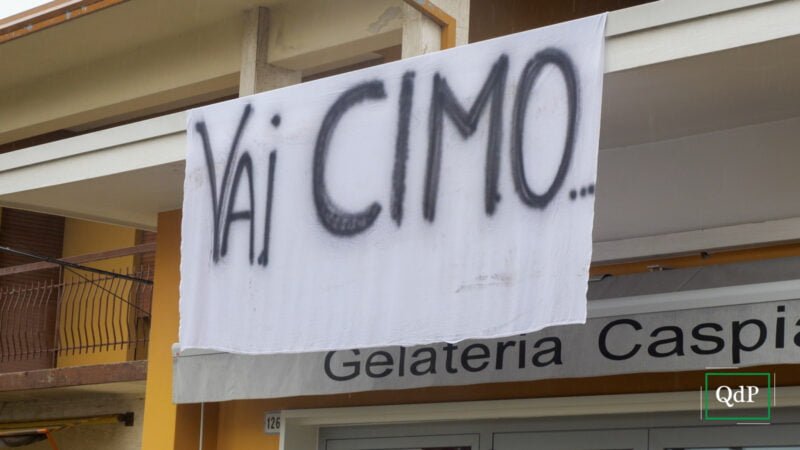 Vai CIMO...
Gelateria Caspia
126
QdP